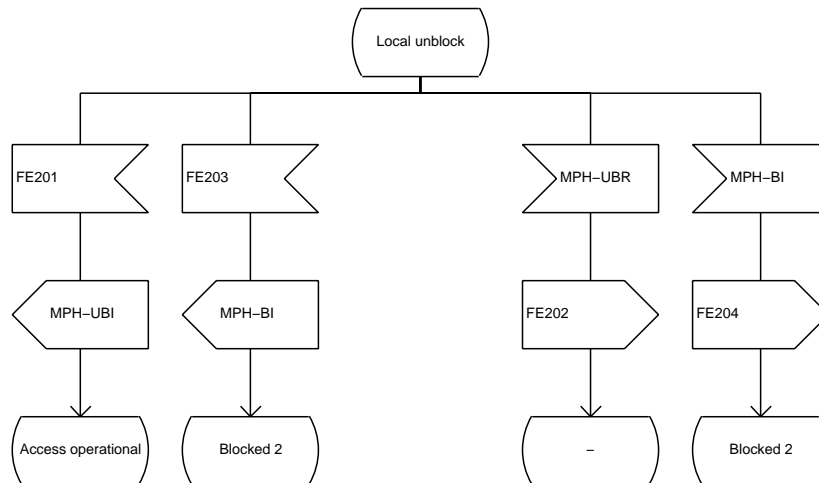 Local unblock
FE201
FE203
MPH−UBR
MPH−BI
MPH−UBI
MPH−BI
FE202
FE204
Access operational
Blocked 2
−
Blocked 2